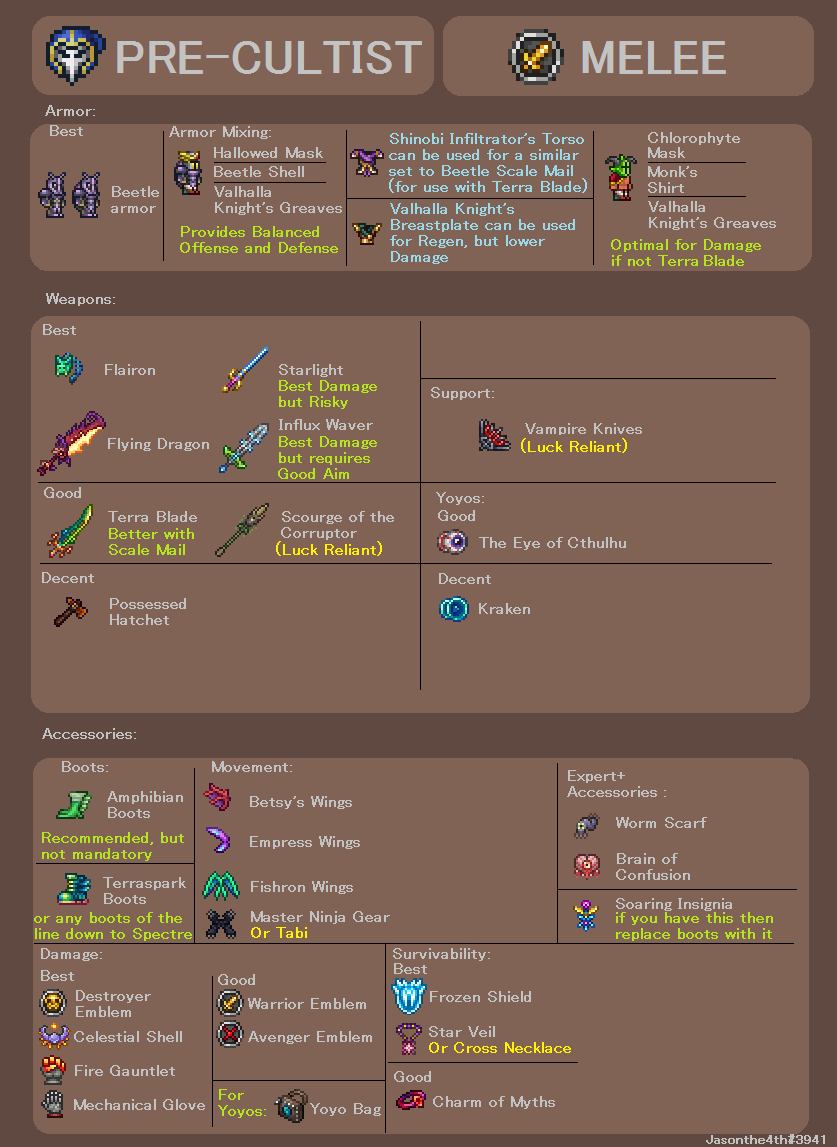 PRE-CULTIST
MELEE
Armor:
Best
Beetle
armor
Armor Mixing:
Hallowed Mask
Beetle Shell
Valhalla
Knight's Greaves
Provides Balanced
Offense and Defense
Shinobi Infiltrator's Torso
can be used for a similar
set to Beetle Scale Mail
(for use with Terra Blade)
Valhalla Knight's
Breastplate can be used
for Regen, but lower
Damage
Chlorophyte
Mask
Monk's
Shirt
Valhalla
Knight's Greaves
Optimal for Damage
if not Terra Blade
Weapons:
Best
Flairon
Starlight
Best Damage
but Risky
Flying Dragon
Influx Waver
Best Damage
but requires
Good Aim
Good
Terra Blade
Better with
Scale Mail
Scourge of the
Corruptor
(Luck Reliant)
Decent
Possessed
Hatchet
Support:
Vampire Knives
(Luck Reliant)
Yoyos:
Good
The Eye of Cthulhu
Decent
Kraken
Accessories:
Boots:
Amphibian
Boots
Recommended, but
not mandatory
Terraspark
Boots
or any boots of the
line down to Spectre
Movement:
Betsy's Wings
Empress Wings
Fishron Wings
Master Ninja Gear
Or Tabi
Expert+
Accessories :
Worm Scarf
Brain of
Confusion
Soaring Insignia
if you have this then
replace boots with it
Damage:
Best
Destroyer
Emblem
Celestial Shell
Fire Gauntlet
Mechanical Glove
Good
Warrior Emblem
Avenger Emblem
For
Yoyos:
Yoyo Bag
Survivability:
Best
Frozen Shield
Star Veil
Or Cross Necklace
Good
Charm of Myths
Jasonthe4th#3941